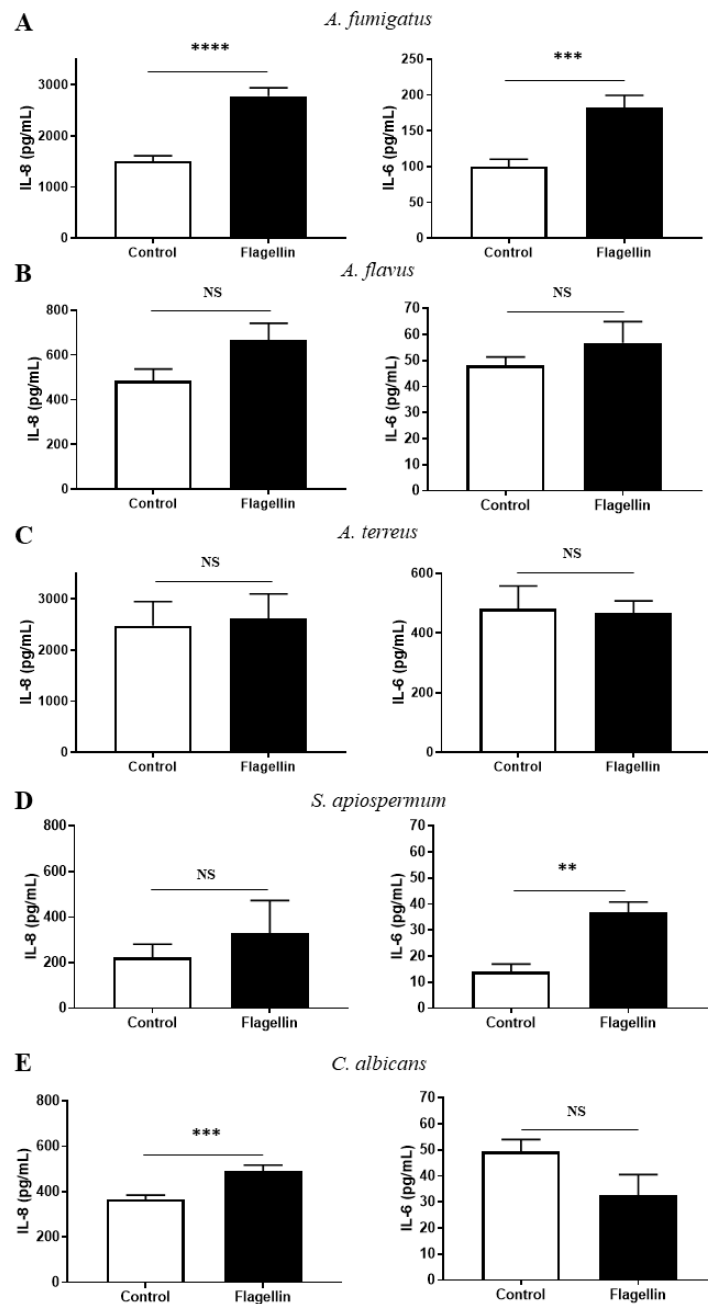 A
A. fumigatus
****
IL-8 (pg/mL)
3000
2000
1000
0
Control Flagellin
***
IL-6 (pg/mL)
250
200
150
100
50
0
Control Flagellin
B
A. flavus
NS
IL-8 (pg/mL)
800
600
400
200
0
Control Flagellin
NS
IL-6 (pg/mL)
70
60
50
40
30
20
10
0
Control Flagellin
C
A. terreus
NS
IL-8 (pg/mL)
3000
2000
1000
0
Control Flagellin
NS
IL-6 (pg/mL)
600
400
200
0
Control Flagellin
D
S. apiospermum
NS
IL-8 (pg/mL)
800
600
400
200
0
Control Flagellin
**
IL-6 (pg/mL)
70
60
50
40
30
20
10
0
Control Flagellin
E
C. albicans
***
IL-8 (pg/mL)
800
600
400
200
0
Control Flagellin
NS
IL-6 (pg/mL)
70
60
50
40
30
20
10
0
Control Flagellin